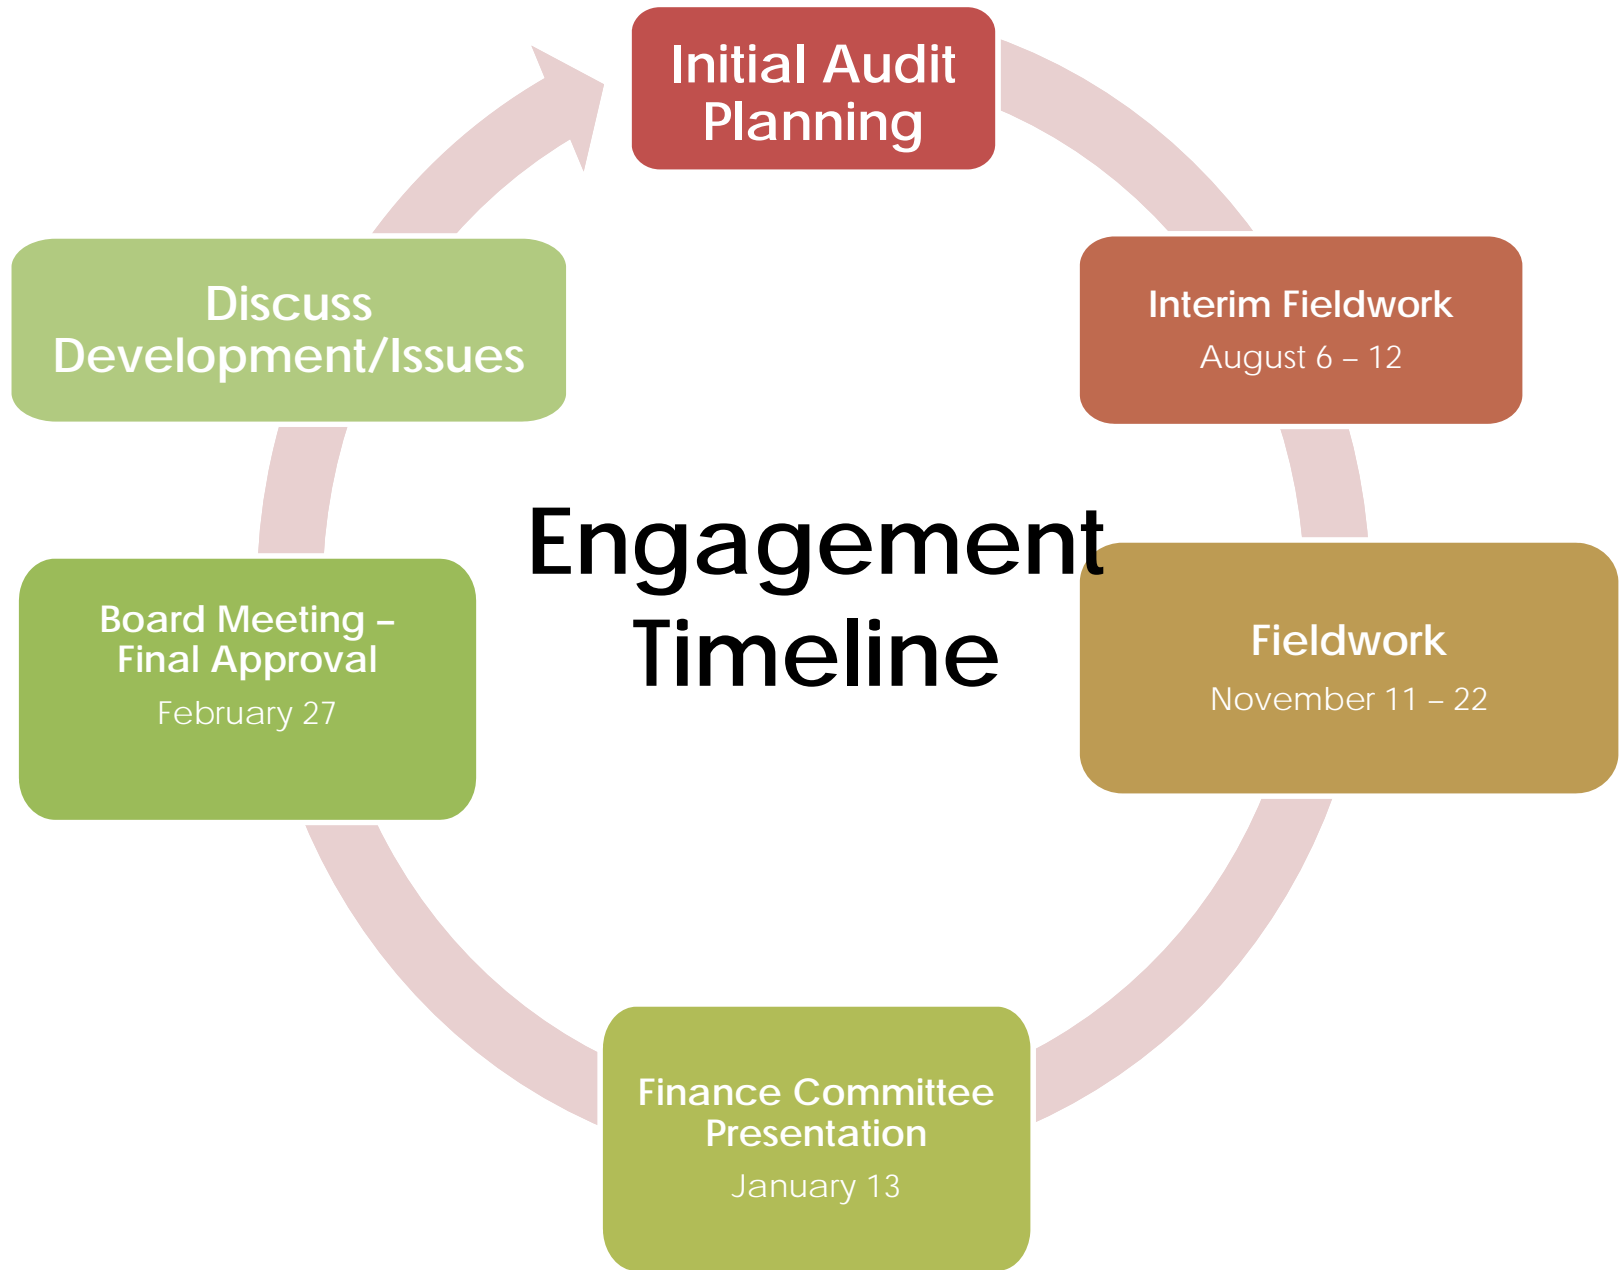 Initial Audit
Planning
Interim Fieldwork
August 6 – 12
Fieldwork
November 11 – 22
Finance Committee
Presentation
January 13
Board Meeting –
Final Approval
February 27
Discuss
Development/Issues
Engagement
Timeline